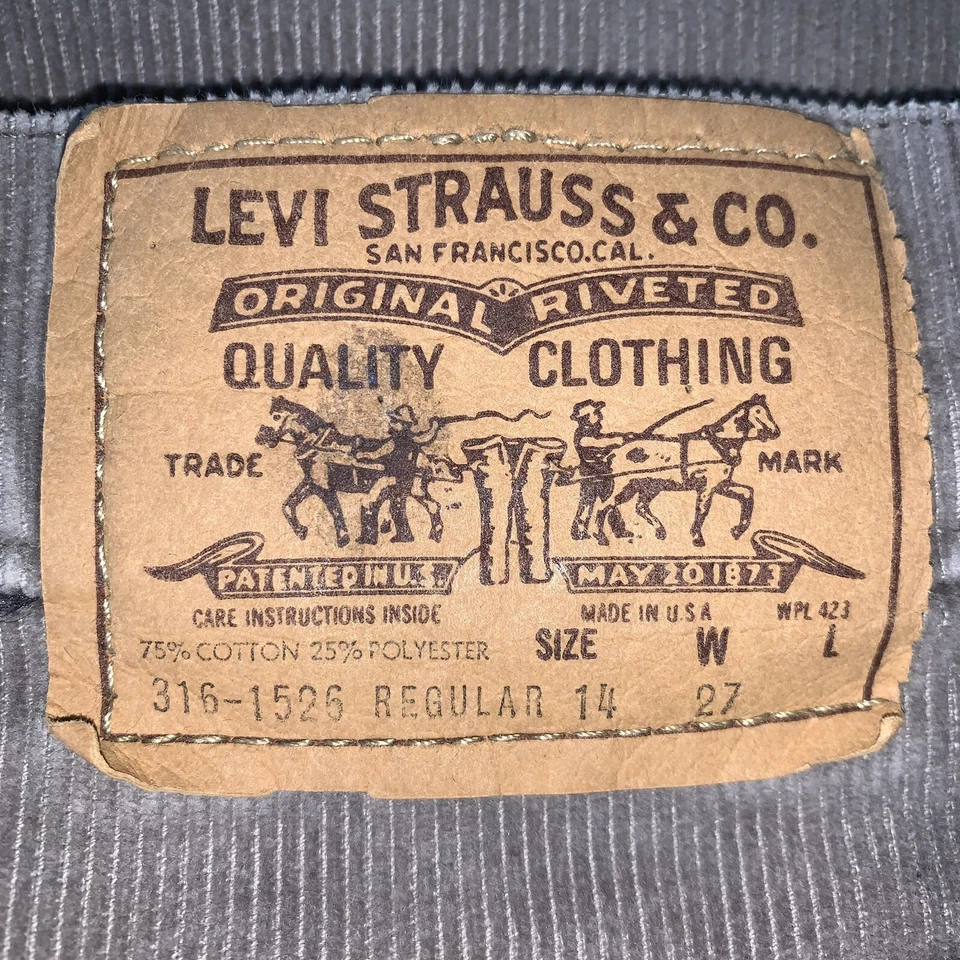 LEVI STRAUSS & CO.
SAN FRANCISCO.CAL.
ORIGINAL RIVETED
QUALITY CLOTHING
TRADE MARK
PATENTED IN U.S. MAY 20 1873
CARE INSTRUCTIONS INSIDE MADE IN U.S.A WPL 423
75% COTTON 25% POLYESTER SIZE W L
316-1526 REGULAR 14 27